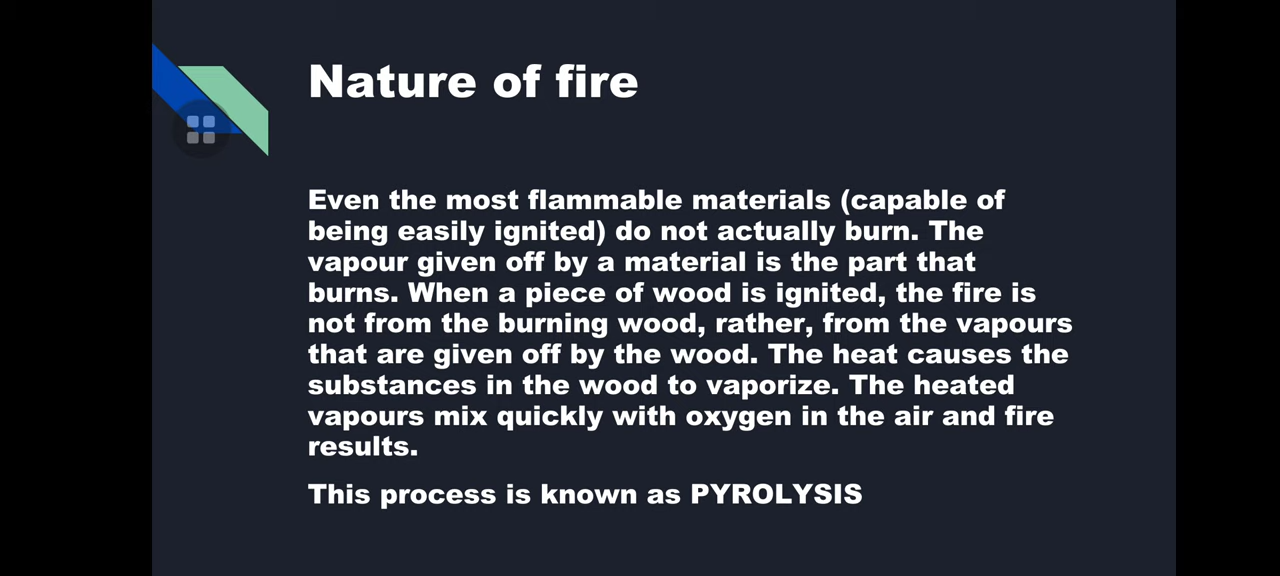 Nature of fire
Even the most flammable materials (capable of
being easily ignited) do not actually burn. The
vapour given off by a material is the part that
burns. When a piece of wood is ignited, the fire is
not from the burning wood, rather, from the vapours
that are given off by the wood. The heat causes the
substances in the wood to vaporize. The heated
vapours mix quickly with oxygen in the air and fire
results.
This process is known as PYROLYSIS